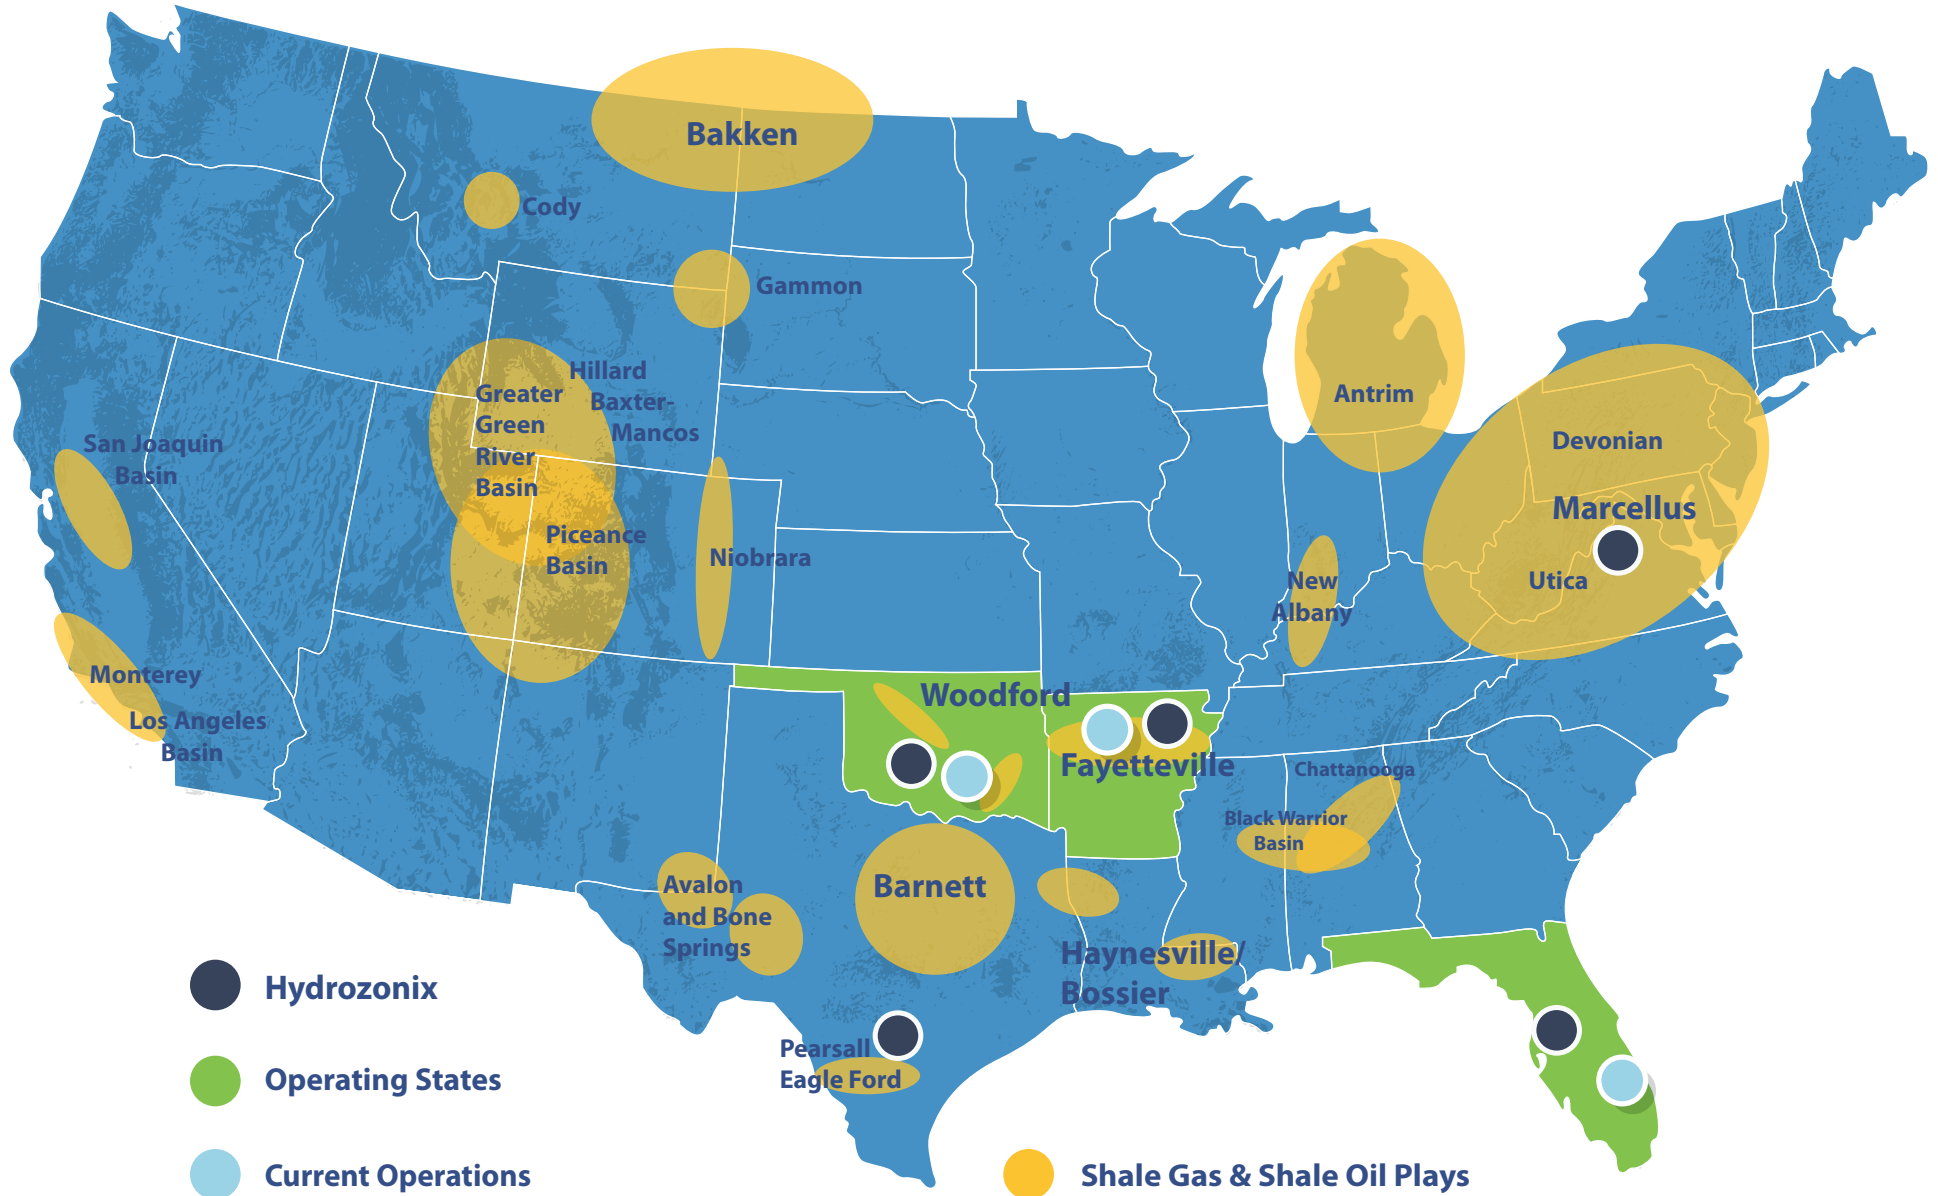 Bakken
Cody
Gammon
Hillard
Baxter-
Mancos
Greater
Green
River
Basin
San Joaquin
Basin
Piceance
Basin
Niobrara
Antrim
Devonian
Marcellus
Utica
New
Albany
Monterey
Los Angeles
Basin
Woodford
Fayetteville
Chattanooga
Black Warrior
Basin
Avalon
and Bone
Springs
Barnett
Haynesville/
Bossier
Pearsall
Eagle Ford
Hydrozonix
Operating States
Current Operations
Shale Gas & Shale Oil Plays